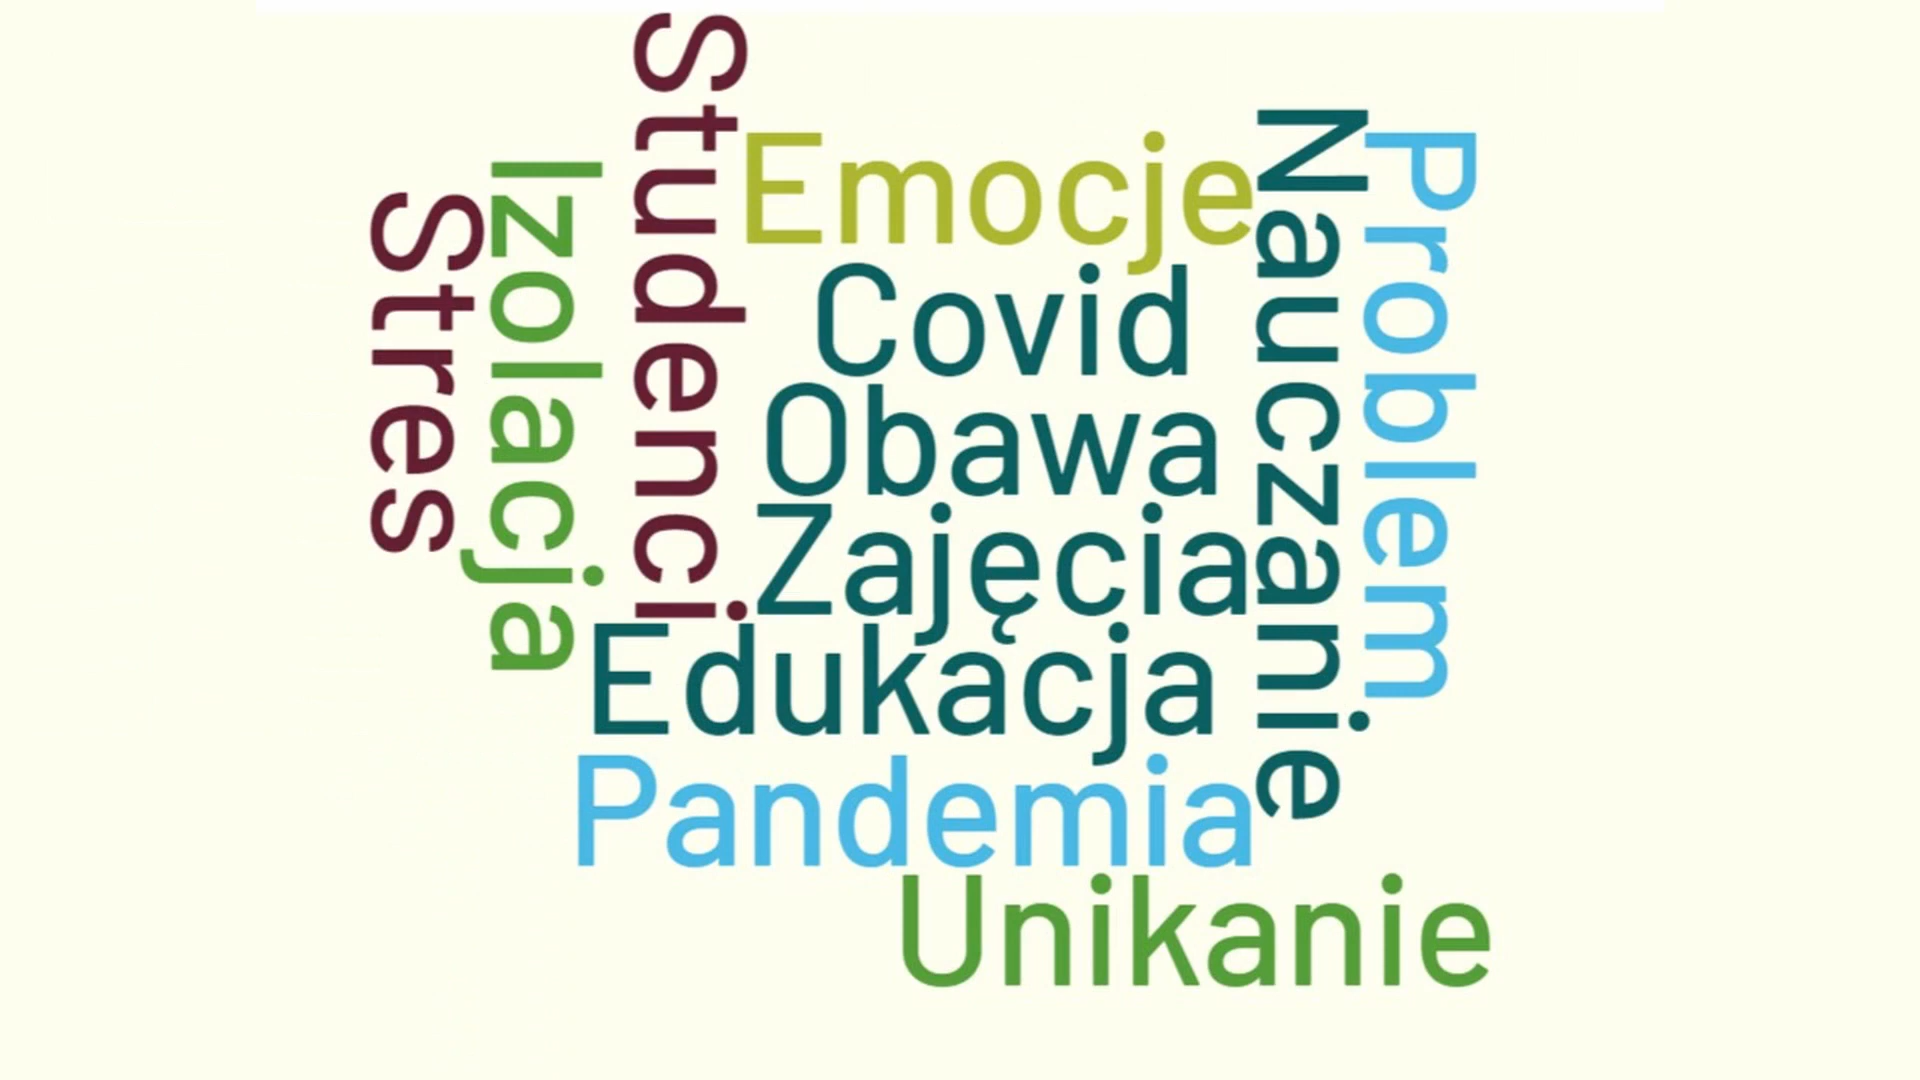 Stres
Izolacja
Studenci
Emocje
Covid
Obawa
Zajęcia
Edukacja
Pandemia
Unikanie
Nauczanie
Problem